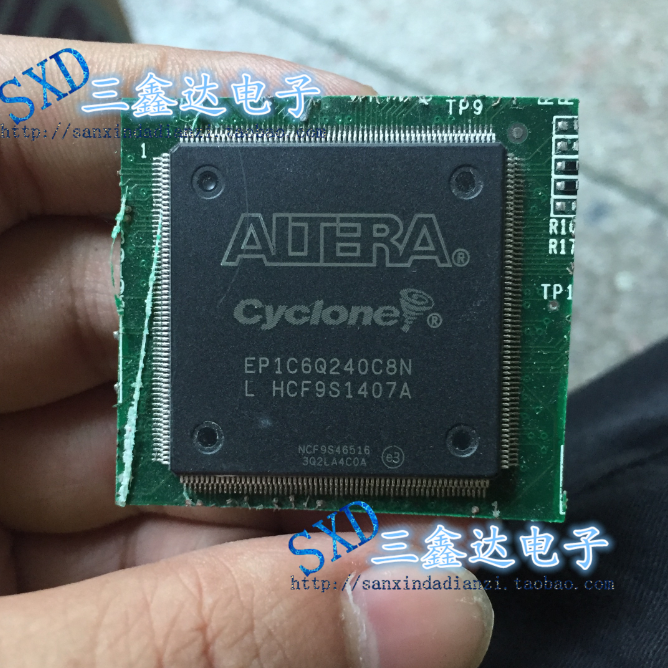 SXD 三鑫达电子
TP9
1
ALTERA®
R16
R17
TP1
Cyclone®
EP1C6Q240C8N
L HCF9S1407A
NCF9S46516
3Q2LA4C0A e3
1
SXD 三鑫达电子
http://sanxindadianzi.taobao.com